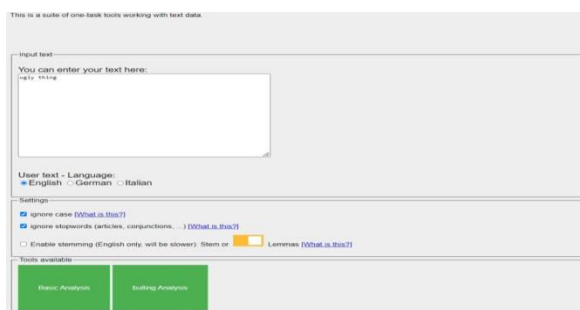 This is a suite of one-task tools working with text data.
Input text
You can enter your text here:
ugly thing
User text - Language:
English German Italian
Settings
ignore case [What is this?]
ignore stopwords (articles, conjunctions, ...) [What is this?]
Enable stemming (English only, will be slower). Stem or Lemmas [What is this?]
Tools available
Basic Analysis bulling Analysis